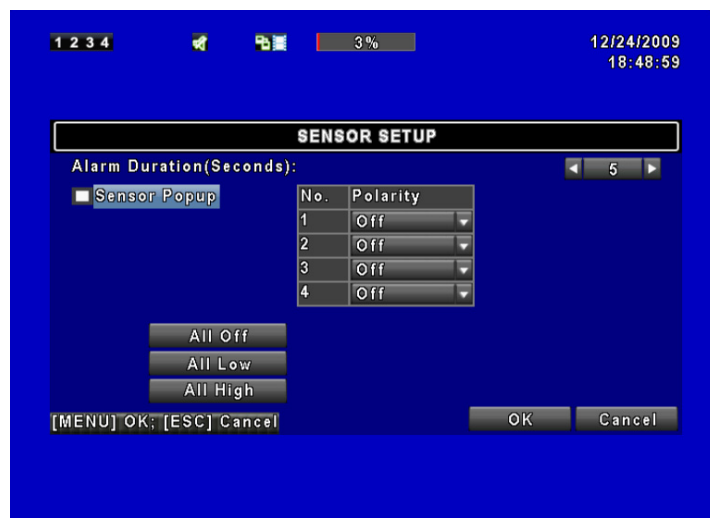 1 2 3 4 3% 12/24/2009
18:48:59
SENSOR SETUP
Alarm Duration(Seconds): 5
Sensor Popup
No. Polarity
1 Off
2 Off
3 Off
4 Off
All Off
All Low
All High
[MENU] OK; [ESC] Cancel OK Cancel